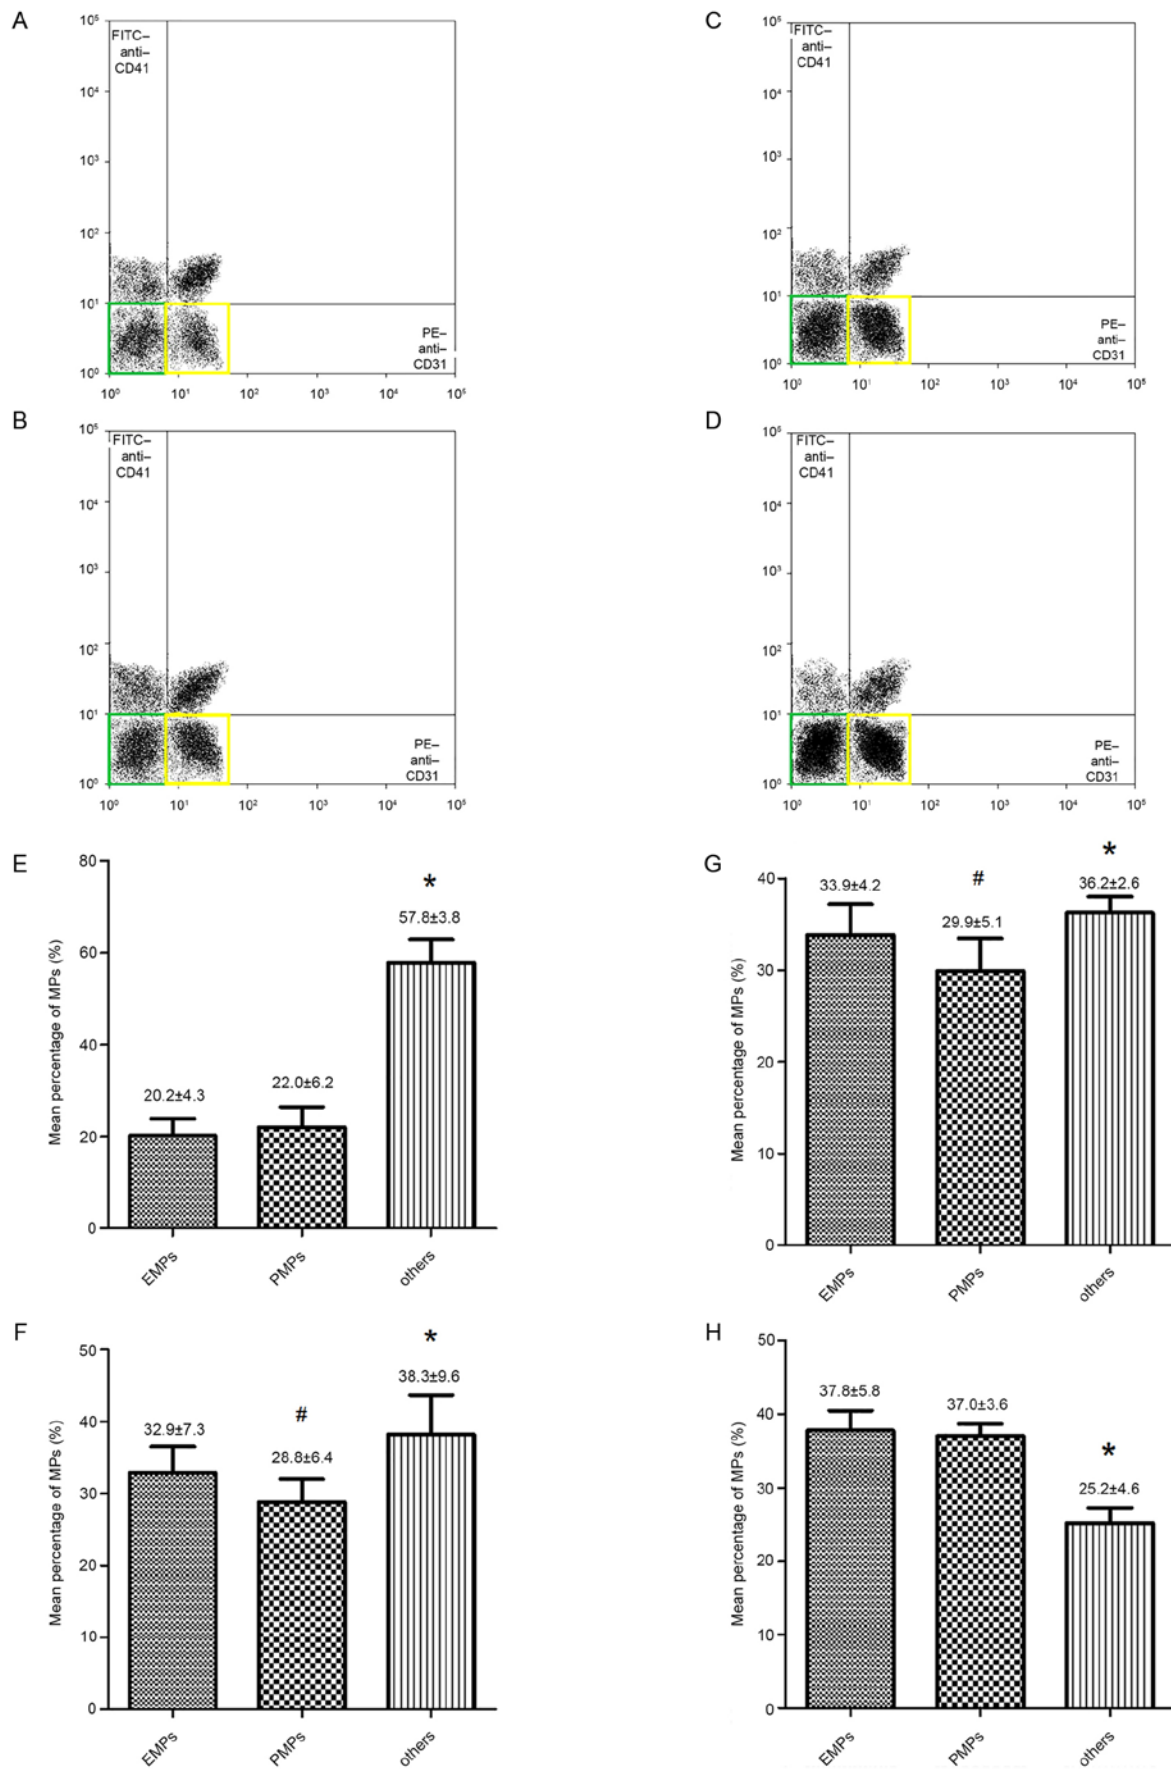 A
10⁵
FITC–
anti–
CD41
10⁴
10³
10²
10¹
10⁰
PE–
anti–
CD31
10⁰ 10¹ 10² 10³ 10⁴ 10⁵
C
10⁵
FITC–
anti–
CD41
10⁴
10³
10²
10¹
10⁰
PE–
anti–
CD31
10⁰ 10¹ 10² 10³ 10⁴ 10⁵
B
10⁵
FITC–
anti–
CD41
10⁴
10³
10²
10¹
10⁰
PE–
anti–
CD31
10⁰ 10¹ 10² 10³ 10⁴ 10⁵
D
10⁵
FITC–
anti–
CD41
10⁴
10³
10²
10¹
10⁰
PE–
anti–
CD31
10⁰ 10¹ 10² 10³ 10⁴ 10⁵
E
Mean percentage of MPs (%)
80
60
40
20
0
20.2±4.3
22.0±6.2
*
57.8±3.8
EMPs PMPs others
G
Mean percentage of MPs (%)
40
30
20
10
0
33.9±4.2
#
29.9±5.1
*
36.2±2.6
EMPs PMPs others
F
Mean percentage of MPs (%)
50
40
30
20
10
0
32.9±7.3
#
28.8±6.4
*
38.3±9.6
EMPs PMPs others
H
Mean percentage of MPs (%)
50
40
30
20
10
0
37.8±5.8
37.0±3.6
*
25.2±4.6
EMPs PMPs others